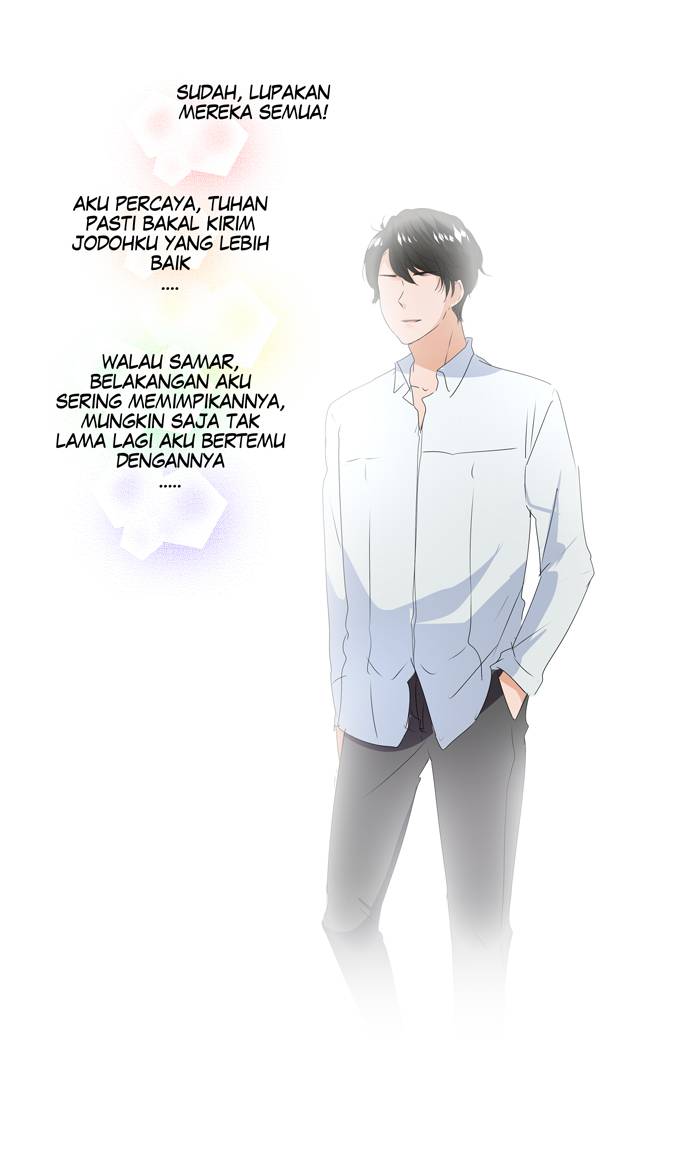 SUDAH, LUPAKAN
MEREKA SEMUA!
AKU PERCAYA, TUHAN
PASTI BAKAL KIRIM
JODOHKU YANG LEBIH
BAIK
....
WALAU SAMAR,
BELAKANGAN AKU
SERING MEMIMPIKANNYA,
MUNGKIN SAJA TAK
LAMA LAGI AKU BERTEMU
DENGANNYA
.....